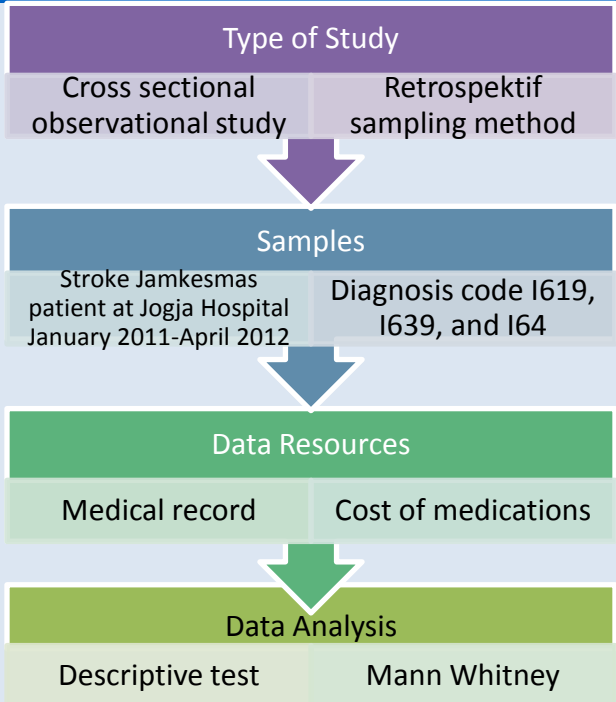 Type of Study
Cross sectional
observational study
Retrospektif
sampling method
Samples
Stroke Jamkesmas
patient at Jogja Hospital
January 2011-April 2012
Diagnosis code I619,
I639, and I64
Data Resources
Medical record
Cost of medications
Data Analysis
Descriptive test
Mann Whitney